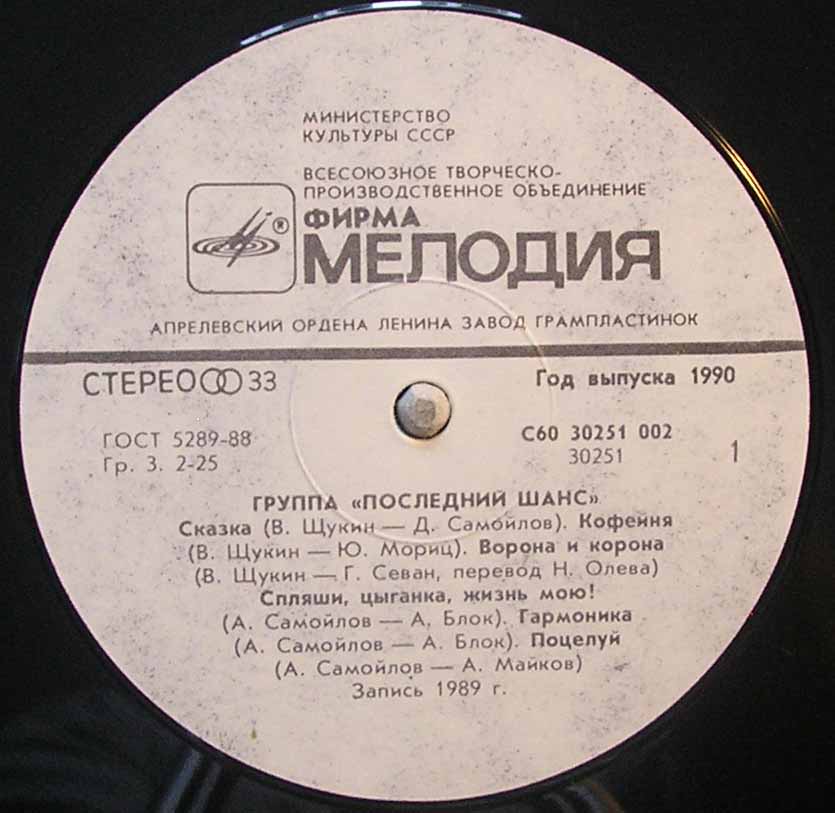 МИНИСТЕРСТВО
КУЛЬТУРЫ СССР
ВСЕСОЮЗНОЕ ТВОРЧЕСКО-
ПРОИЗВОДСТВЕННОЕ ОБЪЕДИНЕНИЕ
ФИРМА
®
МЕЛОДИЯ
АПРЕЛЕВСКИЙ ОРДЕНА ЛЕНИНА ЗАВОД ГРАМПЛАСТИНОК
СТЕРЕО 33
Год выпуска 1990
ГОСТ 5289-88
Гр. 3. 2-25
С60 30251 002
30251
1
ГРУППА «ПОСЛЕДНИЙ ШАНС»
Сказка (В. Щукин — Д. Самойлов). Кофейня
(В. Щукин — Ю. Мориц). Ворона и корона
(В. Щукин — Г. Севан, перевод Н. Олева)
Спляши, цыганка, жизнь мою!
(А. Самойлов — А. Блок). Гармоника
(А. Самойлов — А. Блок). Поцелуй
(А. Самойлов — А. Майков)
Запись 1989 г.